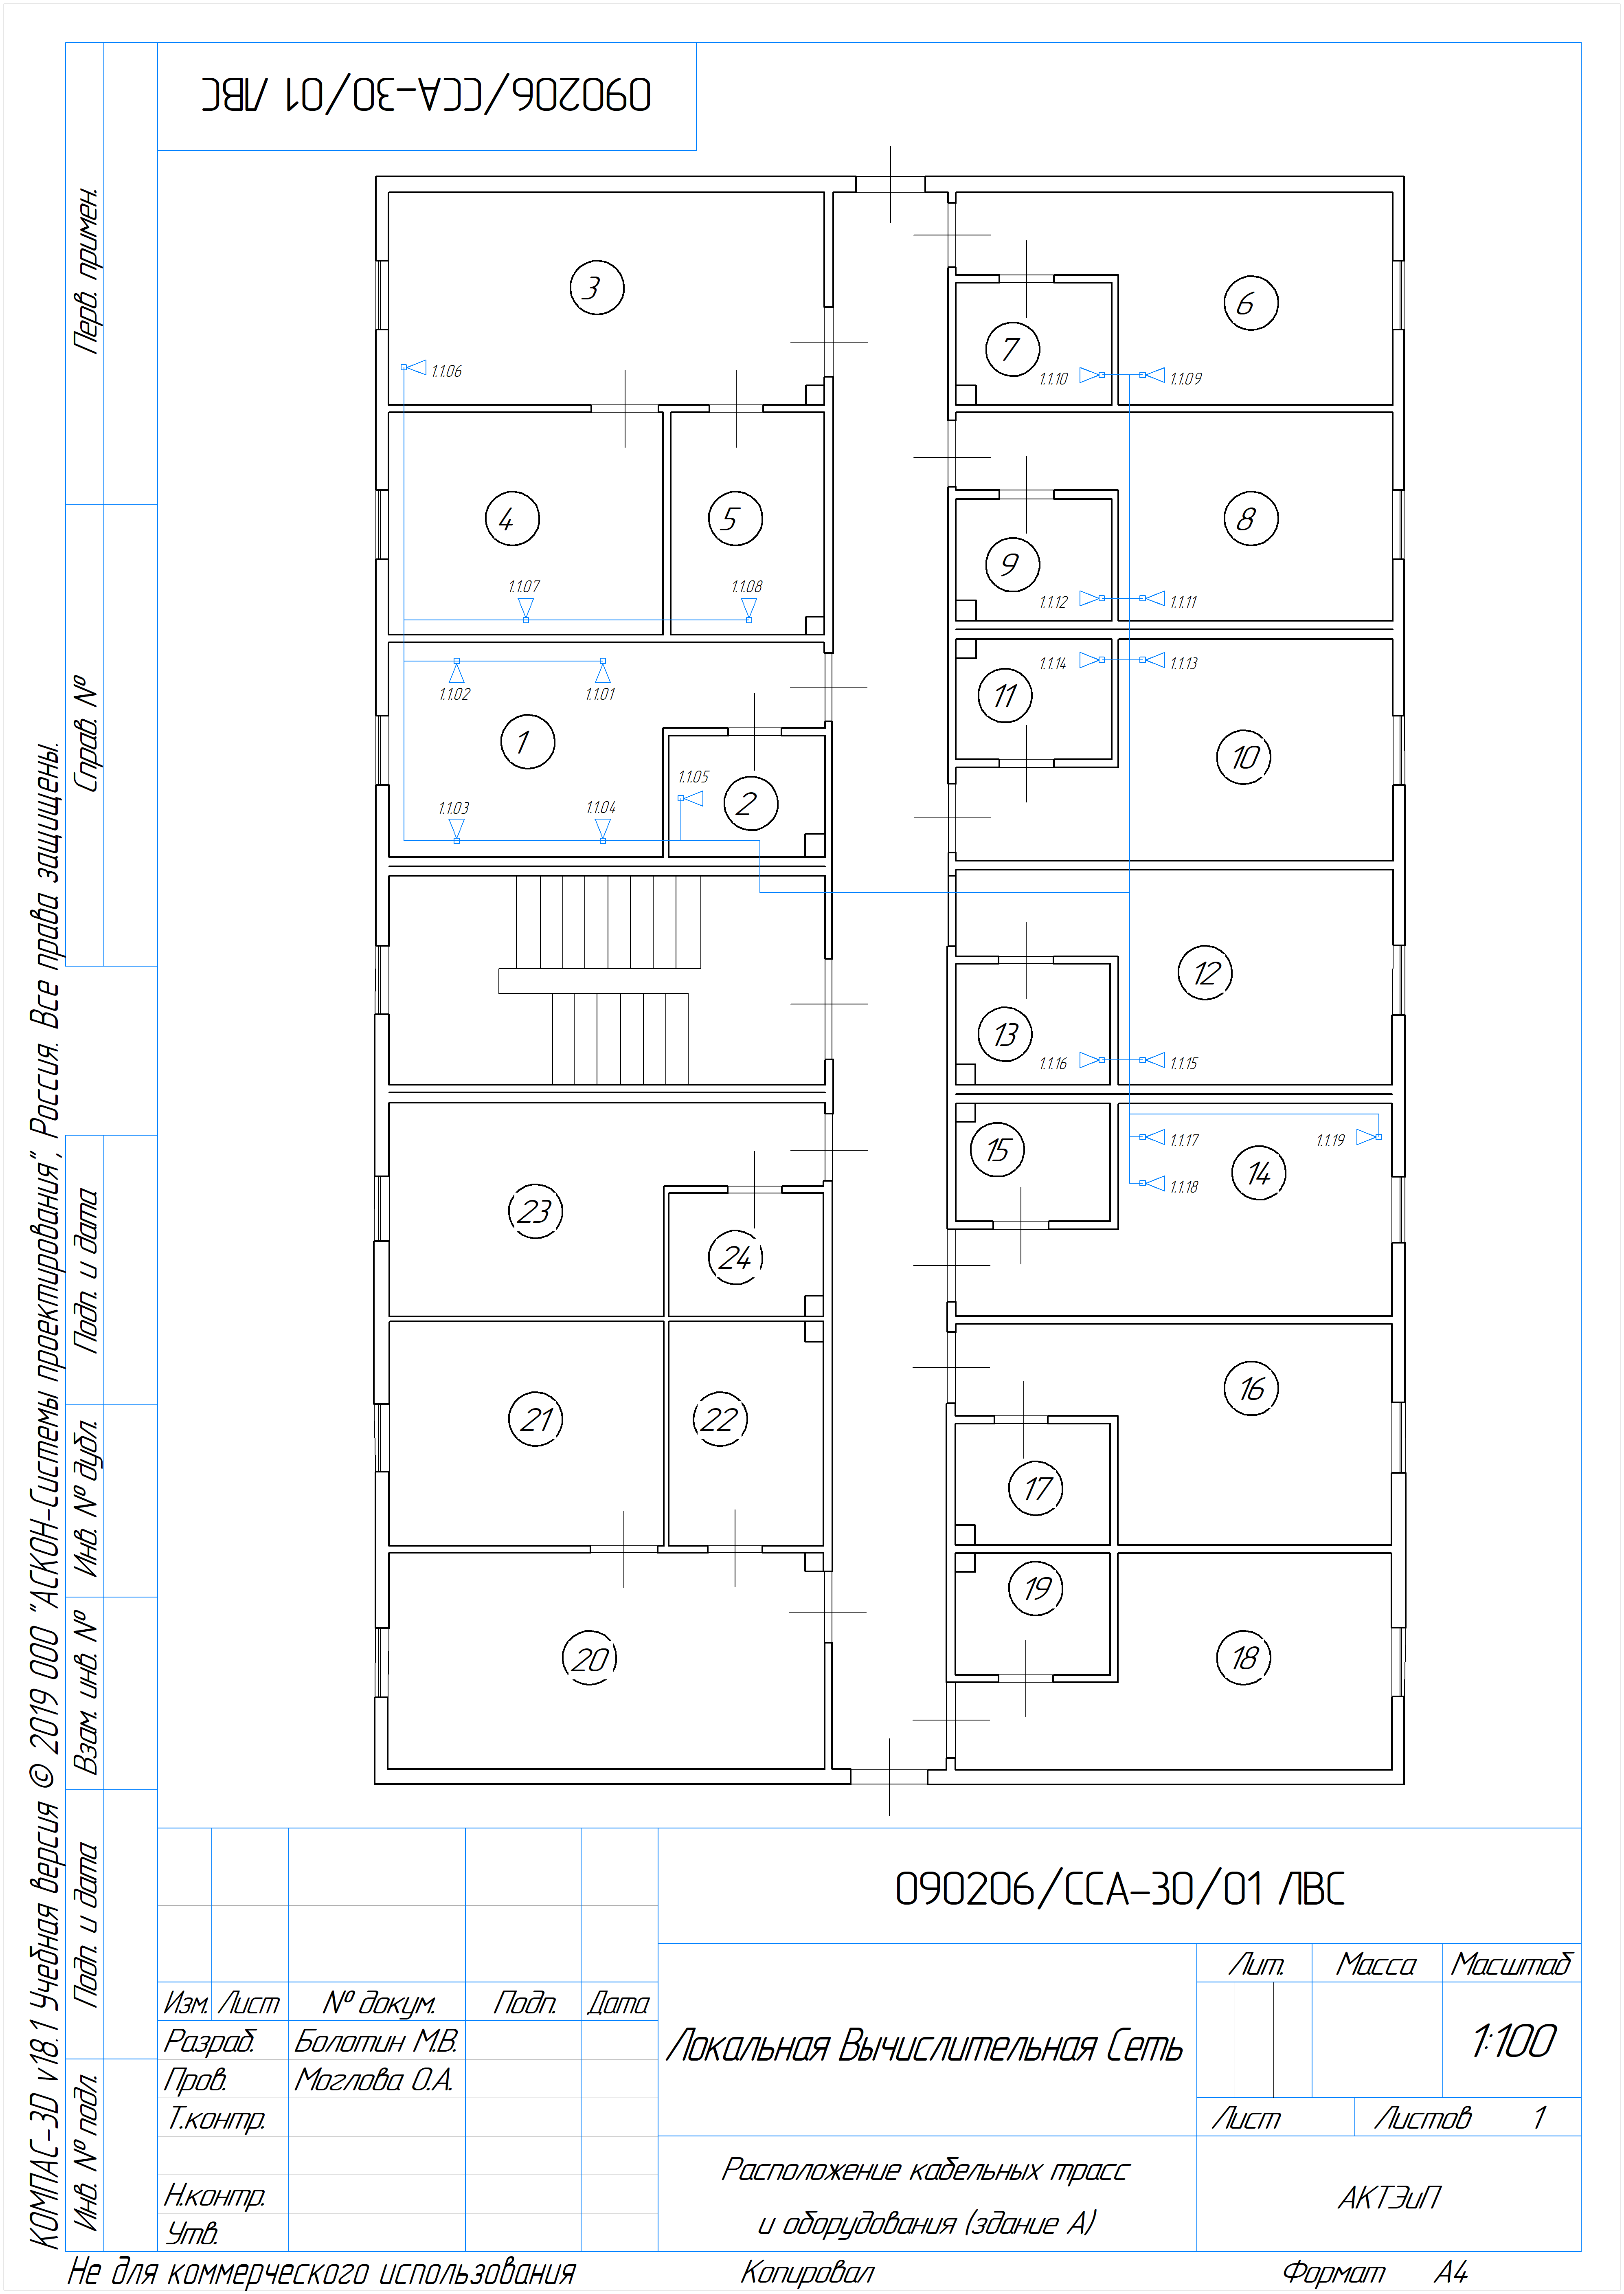 090206/ССА-30/01 ЛВС
Перв. примен.
Справ. №
Подп. и дата
Инв. № дубл.
Взам. инв. №
Подп. и дата
Инв. № подл.
КОМПАС-3D v18.1 Учебная версия © 2019 ООО "АСКОН-Системы проектирования", Россия. Все права защищены.
3
6
7
1.1.06
1.1.10
1.1.09
4
5
8
9
1.1.07
1.1.08
1.1.12
1.1.11
1.1.14
1.1.13
1.1.02
1.1.01
11
1
10
1.1.05
2
1.1.03
1.1.04
12
13
1.1.16
1.1.15
15
1.1.17
1.1.19
14
1.1.18
23
24
16
21
22
17
19
20
18
090206/ССА-30/01 ЛВС
Лит.
Масса
Масштаб
Изм.
Лист
№ докум.
Подп.
Дата
Разраб.
Болотин М.В.
Локальная Вычислительная Сеть
1:100
Пров.
Моглова О.А.
Т.контр.
Лист
Листов 1
Расположение кабельных трасс
и оборудования (здание А)
АКТЭиП
Н.контр.
Утв.
Не для коммерческого использования
Копировал
Формат A4